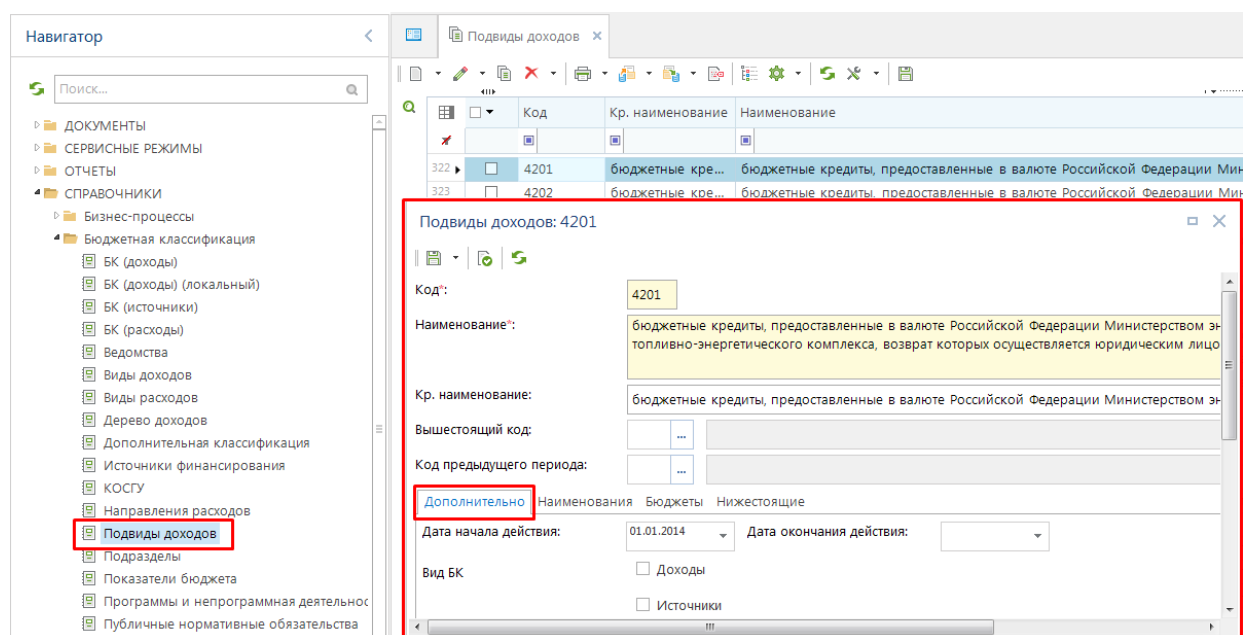 Навигатор
Подвиды доходов
Поиск...
ДОКУМЕНТЫ
СЕРВИСНЫЕ РЕЖИМЫ
ОТЧЕТЫ
СПРАВОЧНИКИ
Бизнес-процессы
Бюджетная классификация
БК (доходы)
БК (доходы) (локальный)
БК (источники)
БК (расходы)
Ведомства
Виды доходов
Виды расходов
Дерево доходов
Дополнительная классификация
Источники финансирования
КОСГУ
Направления расходов
Подвиды доходов
Подразделы
Показатели бюджета
Программы и непрограммная деятельнос
Публичные нормативные обязательства
Код Кр. наименование Наименование
322 4201 бюджетные кре... бюджетные кредиты, предоставленные в валюте Российской Федерации Мин
323 4202 бюджетные кре... бюджетные кредиты, предоставленные в валюте Российской Федерации Мин
Подвиды доходов: 4201
Код*: 4201
Наименование*: бюджетные кредиты, предоставленные в валюте Российской Федерации Министерством эн
топливно-энергетического комплекса, возврат которых осуществляется юридическим лицо
Кр. наименование: бюджетные кредиты, предоставленные в валюте Российской Федерации Министерством эн
Вышестоящий код: ...
Код предыдущего периода: ...
Дополнительно Наименования Бюджеты Нижестоящие
Дата начала действия: 01.01.2014 Дата окончания действия:
Вид БК Доходы
Источники